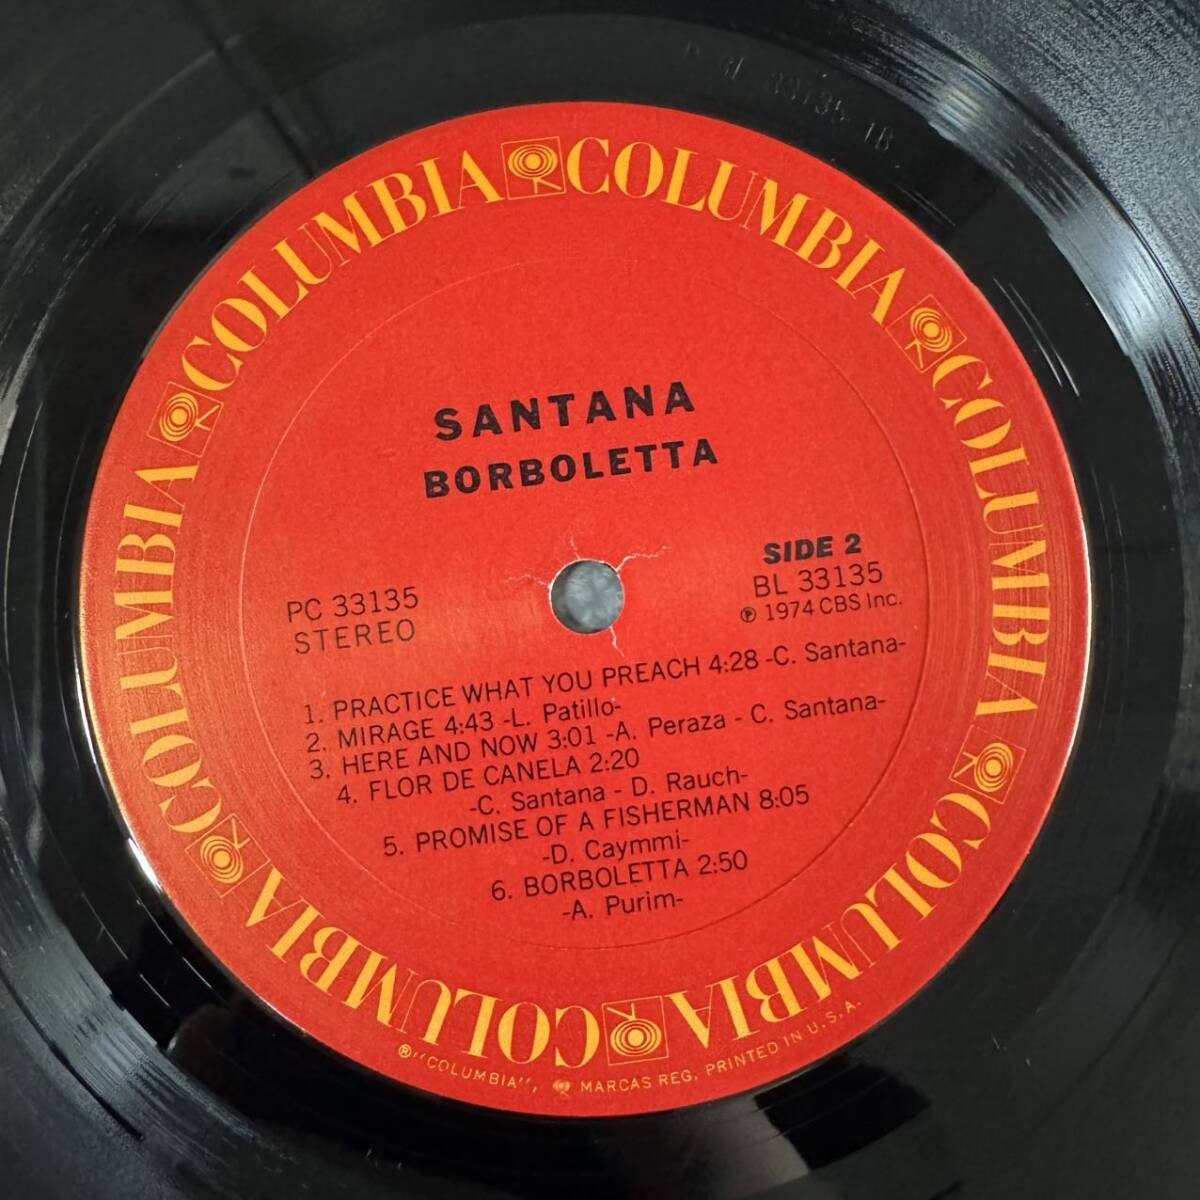 COLUMBIA COLUMBIA COLUMBIA COLUMBIA COLUMBIA COLUMBIA
SANTANA
BORBOLETTA
SIDE 2
BL 33135
℗ 1974 CBS Inc.
PC 33135
STEREO
1. PRACTICE WHAT YOU PREACH 4:28 -C. Santana-
2. MIRAGE 4:43 -L. Patillo-
3. HERE AND NOW 3:01 -A. Peraza - C. Santana-
4. FLOR DE CANELA 2:20
-C. Santana - D. Rauch-
5. PROMISE OF A FISHERMAN 8:05
-D. Caymmi-
6. BORBOLETTA 2:50
-A. Purim-
®"COLUMBIA", MARCAS REG. PRINTED IN U.S.A.
33135 1B